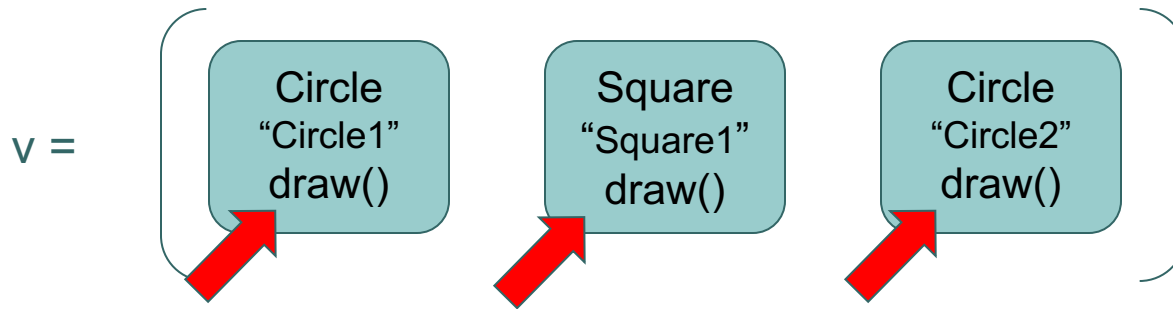 v =
Circle
“Circle1”
draw()
Square
“Square1”
draw()
Circle
“Circle2”
draw()